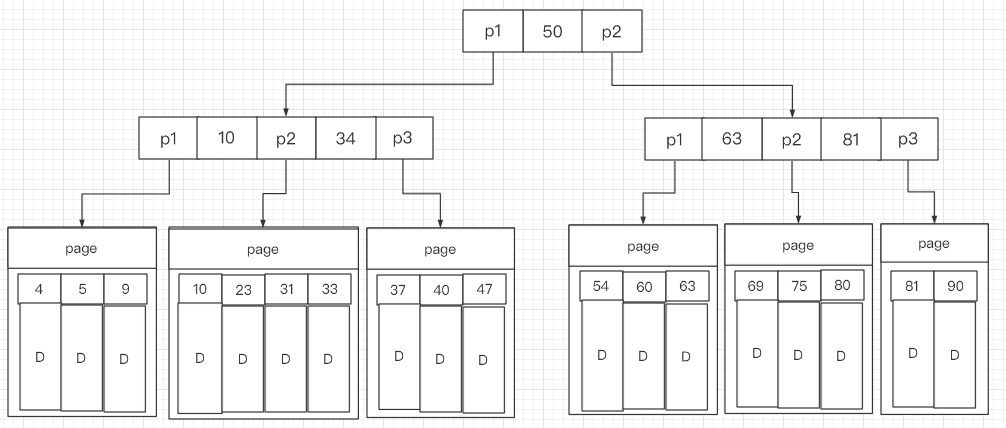 p1 50 p2
p1 10 p2 34 p3
p1 63 p2 81 p3
page
4 5 9
D D D
page
10 23 31 33
D D D D
page
37 40 47
D D D
page
54 60 63
D D D
page
69 75 80
D D D
page
81 90
D D